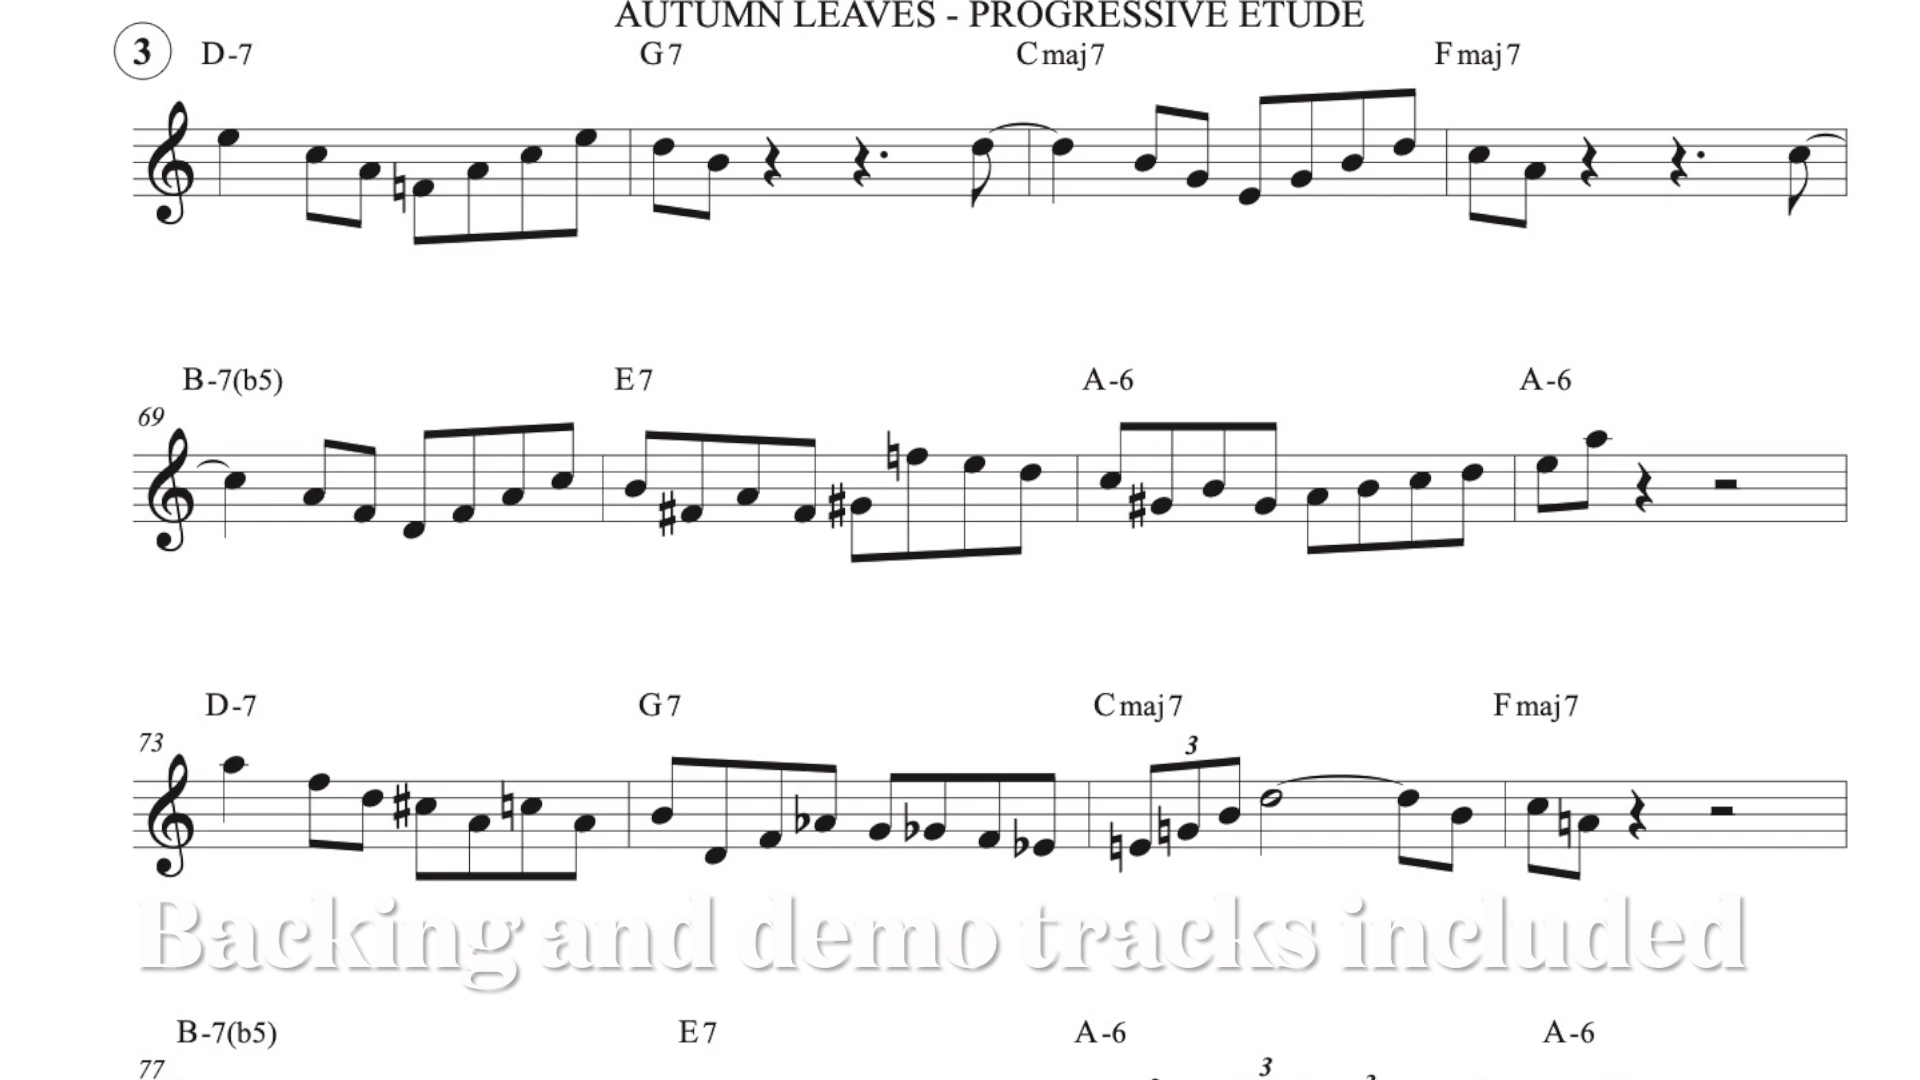 AUTUMN LEAVES - PROGRESSIVE ETUDE
3 D-7 G7 Cmaj7 Fmaj7
B-7(b5) E7 A-6 A-6
69
D-7 G7 Cmaj7 Fmaj7
73 3
Backing and demo tracks included
B-7(b5) E7 A-6 A-6
77 3 3